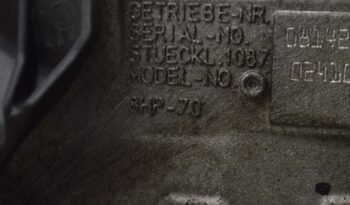 GETRIEBE-NR.
SERIAL-NO.
STUECKL.1087
MODEL-NO.
8HP-70